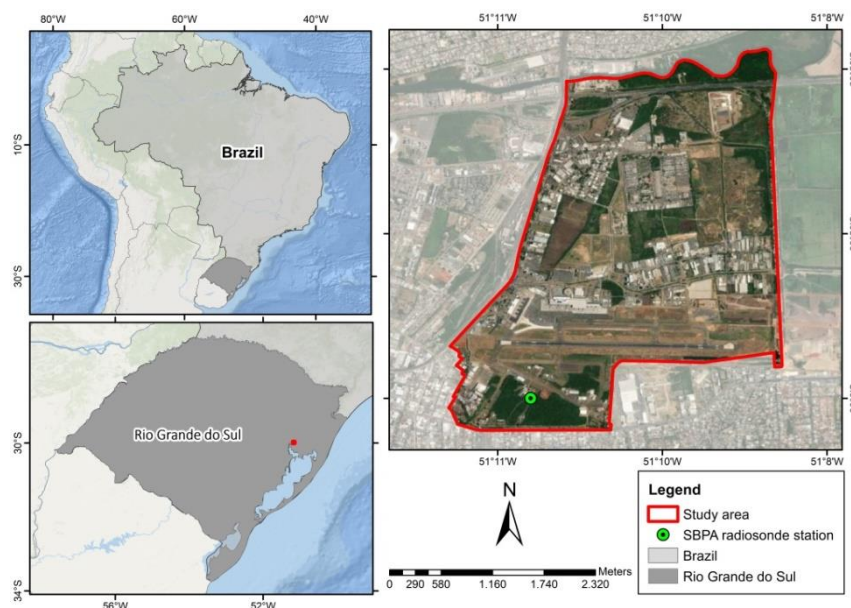 80°W 60°W 40°W
10°S
30°S
Brazil
30°S
34°S
Rio Grande do Sul
56°W 52°W
51°11'W 51°10'W 51°8'W
51°11'W 51°10'W 51°8'W
N
Meters
0 290 580 1.160 1.740 2.320
Legend
Study area
SBPA radiosonde station
Brazil
Rio Grande do Sul